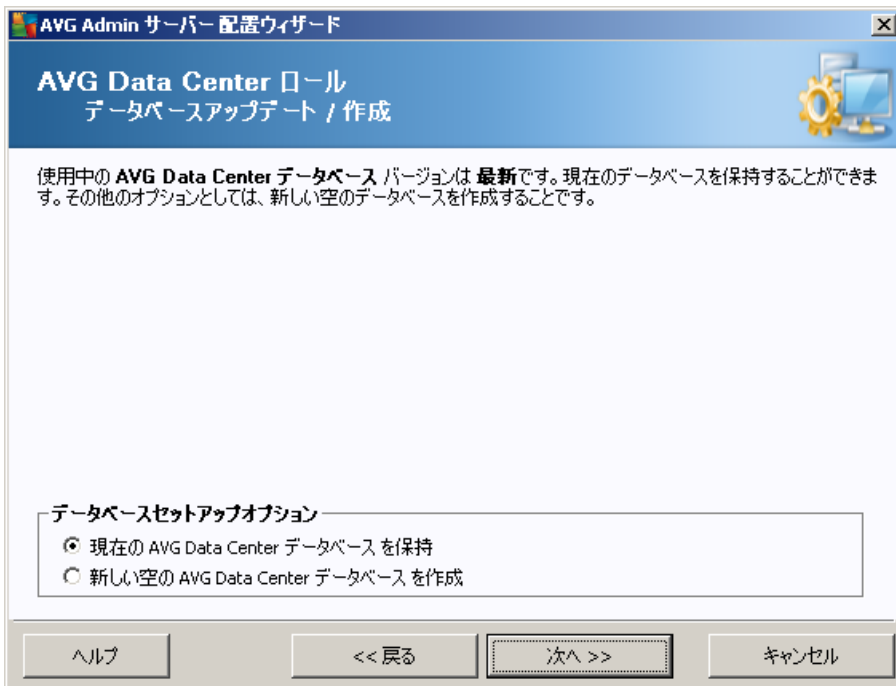 AVG Admin サーバー 配置ウィザード
AVG Data Center ロール
データベースアップデート / 作成
使用中の AVG Data Center データベース バージョンは 最新です。現在のデータベースを保持することができま
す。その他のオプションとしては、新しい空のデータベースを作成することです。
データベースセットアップオプション
現在の AVG Data Center データベース を保持
新しい空の AVG Data Center データベース を作成
ヘルプ
<< 戻る
次へ >>
キャンセル